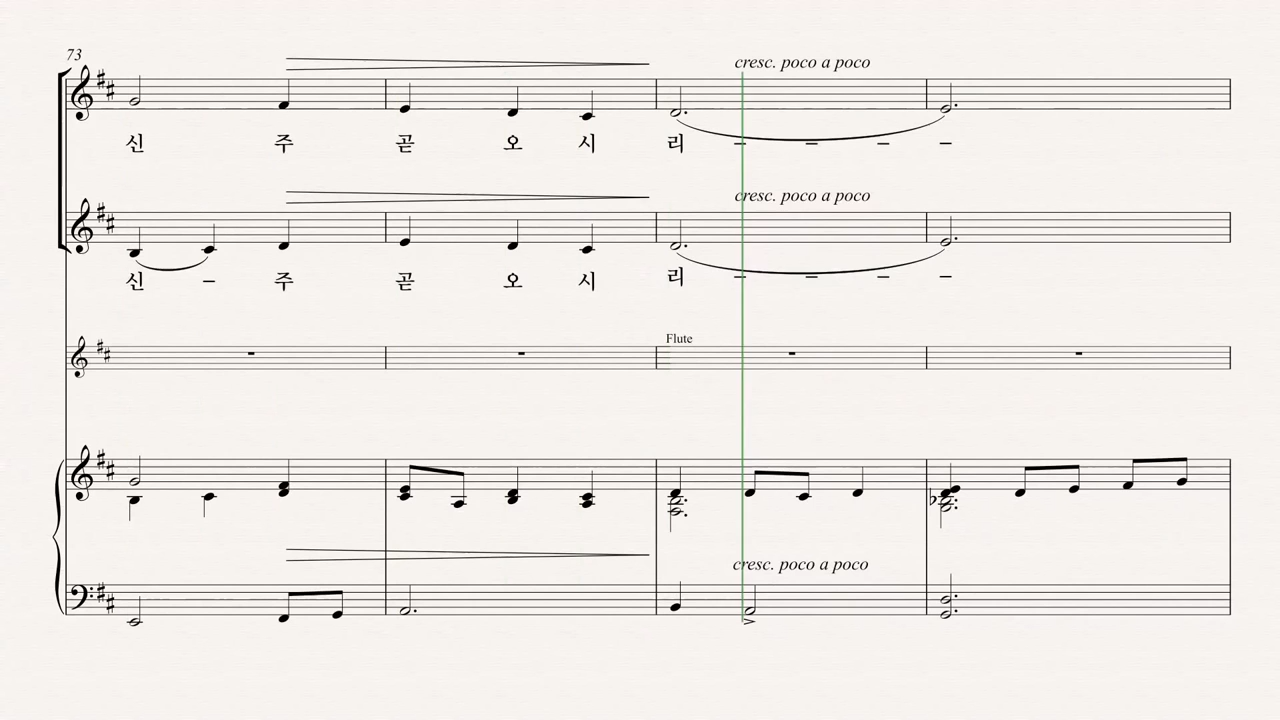 73
cresc. poco a poco
신 주 곧 오 시 리 – – – –
cresc. poco a poco
신 – 주 곧 오 시 리 – – – –
Flute
cresc. poco a poco